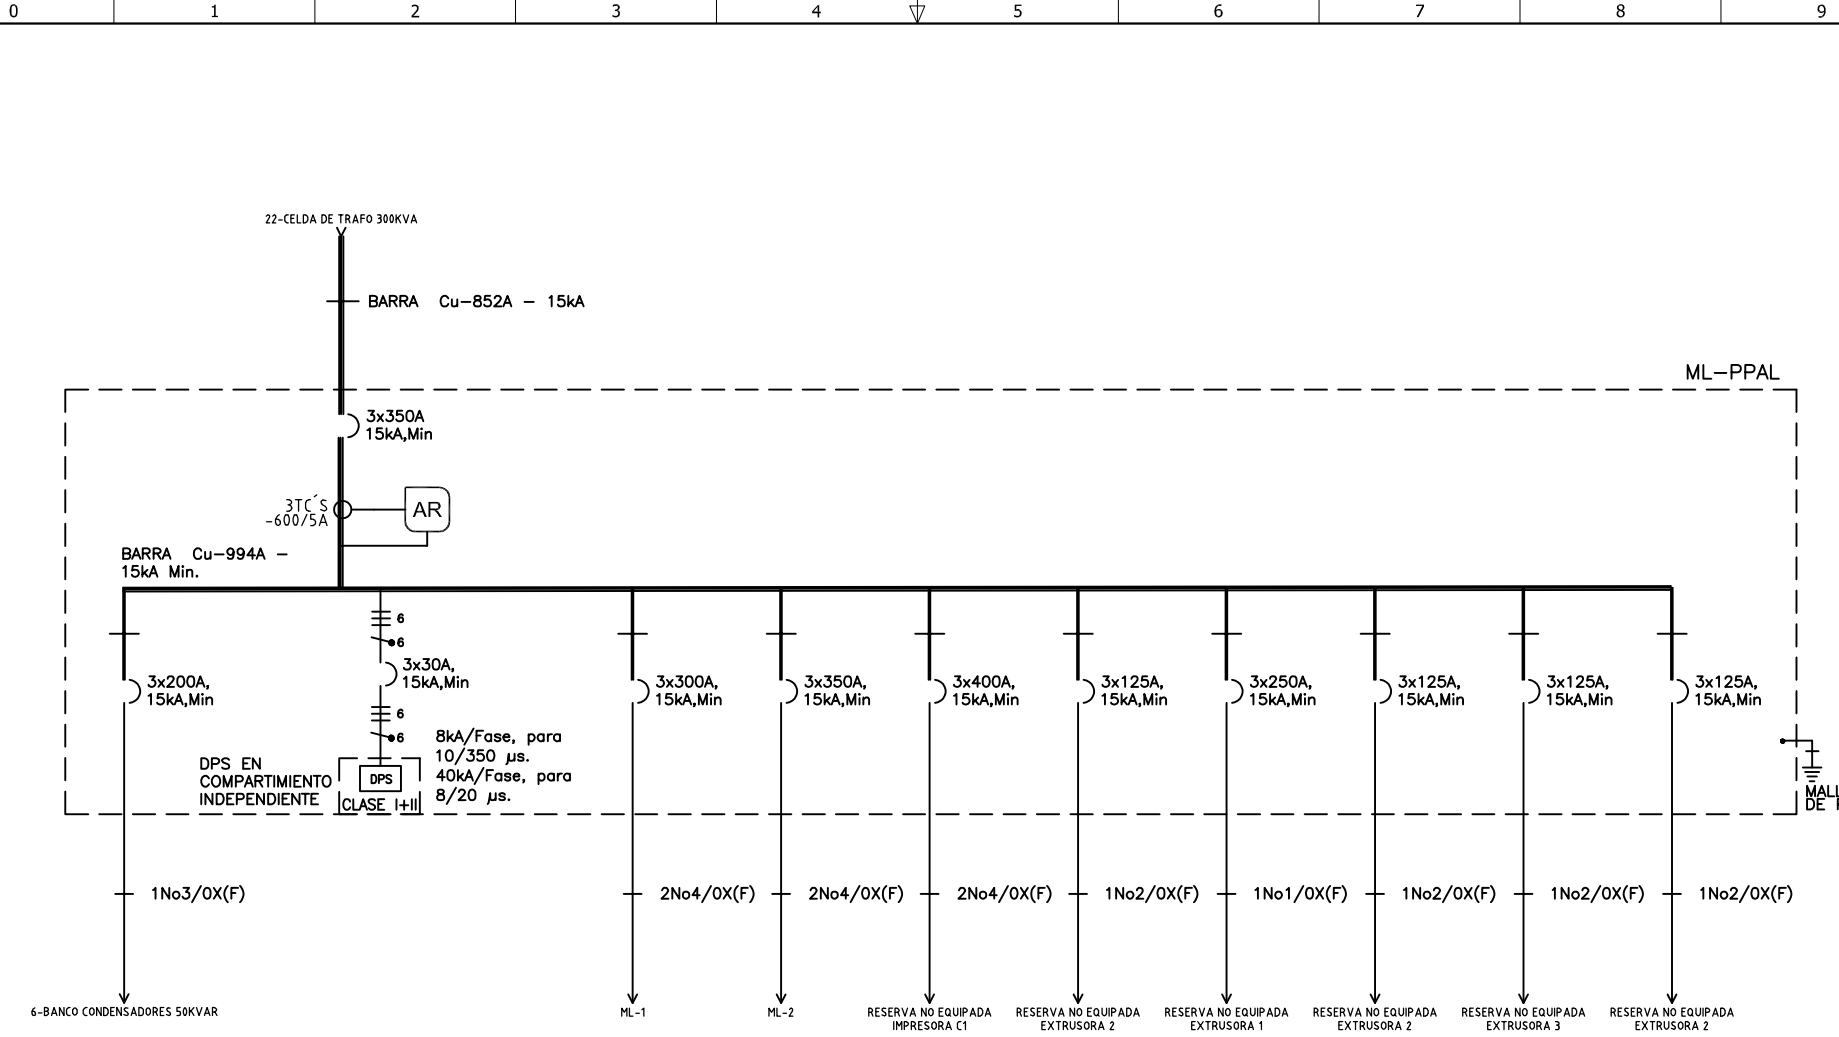 0 1 2 3 4 5 6 7 8 9
22-CELDA DE TRAFO 300KVA
BARRA Cu-852A - 15kA
ML-PPAL
3x350A
15kA,Min
3TC´S
-600/5A
AR
BARRA Cu-994A -
15kA Min.
6
6
3x30A,
15kA,Min
6
6
3x200A,
15kA,Min
3x300A,
15kA,Min
3x350A,
15kA,Min
3x400A,
15kA,Min
3x125A,
15kA,Min
3x250A,
15kA,Min
3x125A,
15kA,Min
3x125A,
15kA,Min
3x125A,
15kA,Min
8kA/Fase, para
10/350 µs.
40kA/Fase, para
8/20 µs.
DPS EN
COMPARTIMIENTO
INDEPENDIENTE
DPS
CLASE I+II
DE
1No3/0X(F)
2No4/0X(F)
2No4/0X(F)
2No4/0X(F)
1No2/0X(F)
1No1/0X(F)
1No2/0X(F)
1No2/0X(F)
1No2/0X(F)
6-BANCO CONDENSADORES 50KVAR
ML-1
ML-2
RESERVA NO EQUIPADA
IMPRESORA C1
RESERVA NO EQUIPADA
EXTRUSORA 2
RESERVA NO EQUIPADA
EXTRUSORA 1
RESERVA NO EQUIPADA
EXTRUSORA 2
RESERVA NO EQUIPADA
EXTRUSORA 3
RESERVA NO EQUIPADA
EXTRUSORA 2